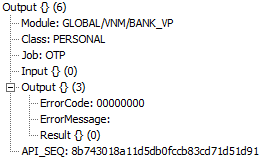 Output {} (6)
Module: GLOBAL/VNM/BANK_VP
Class: PERSONAL
Job: OTP
Input {} (0)
Output {} (3)
ErrorCode: 00000000
ErrorMessage:
Result {} (0)
API_SEQ: 8b743018a11d5db0fccb83cd71d51d91